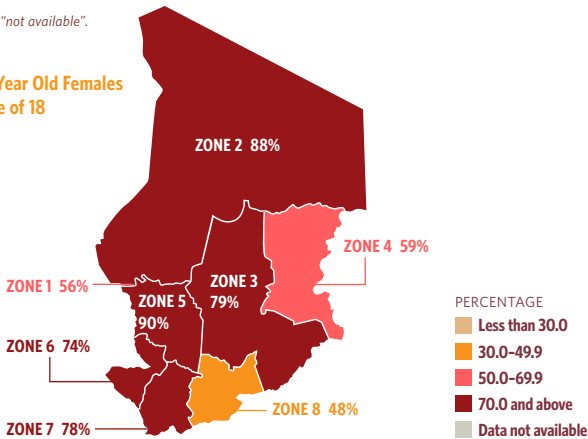 "not available".
Year Old Females
e of 18
ZONE 2 88%
ZONE 4 59%
ZONE 1 56%
ZONE 3
79%
ZONE 5
90%
ZONE 6 74%
ZONE 8 48%
ZONE 7 78%
PERCENTAGE
Less than 30.0
30.0–49.9
50.0–69.9
70.0 and above
Data not available